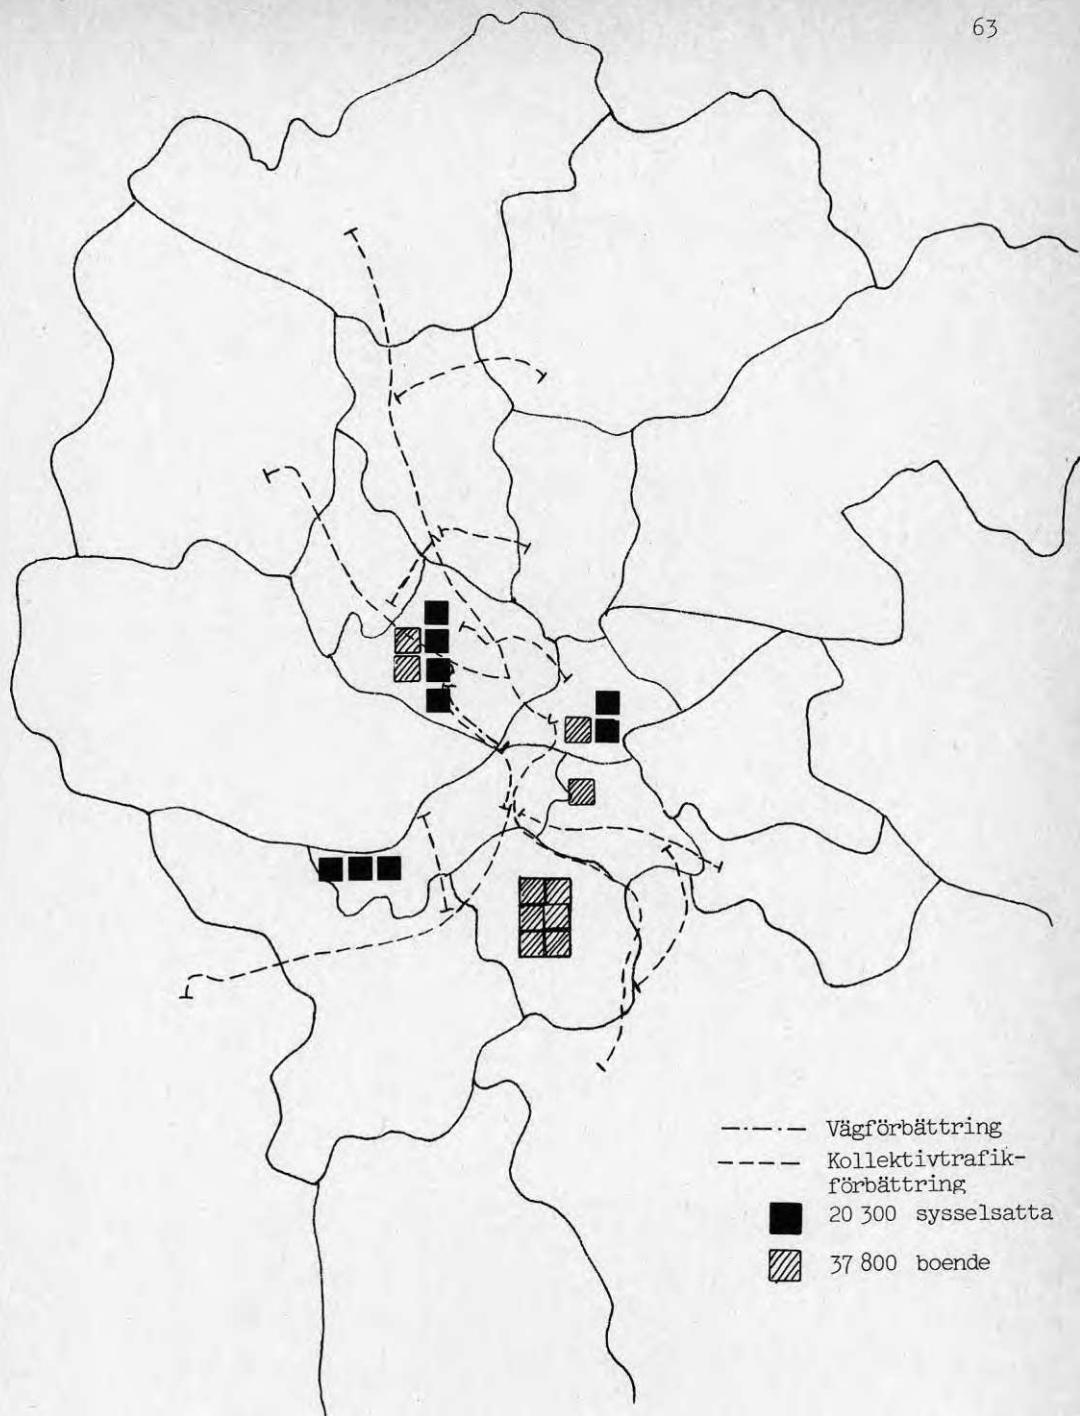 63
Vägförbättring
Kollektivtrafik-
förbättring
20 300 sysselsatta
37 800 boende